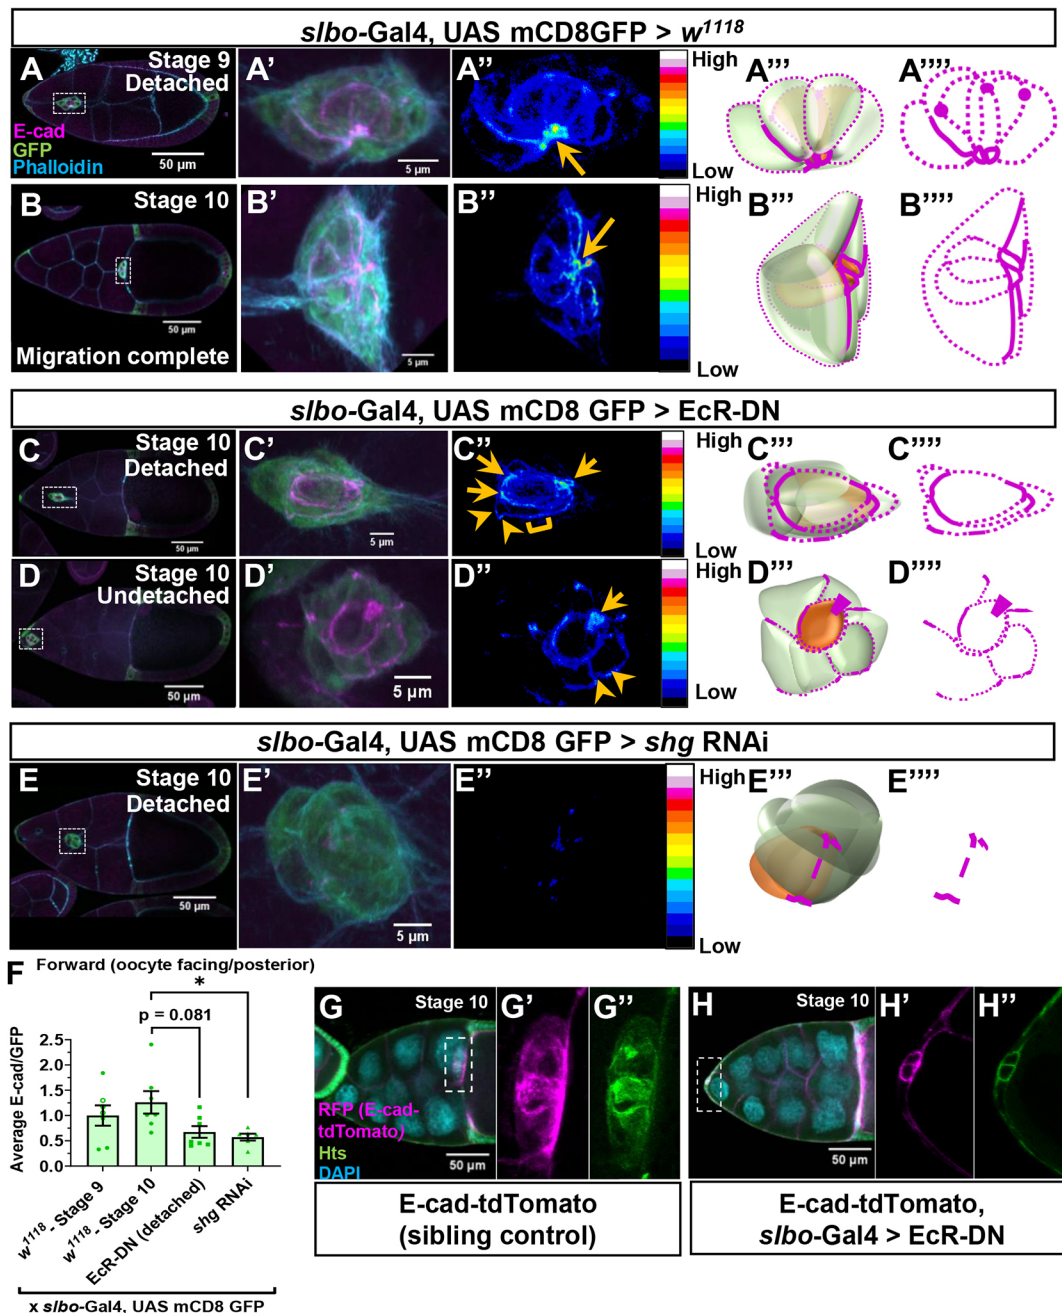 slbo-Gal4, UAS mCD8GFP > w1118
A
Stage 9
Detached
E-cad
GFP
Phalloidin
50 µm
A’
5 µm
A’’
High
Low
A’’’
A’’’’
B
Stage 10
50 µm
Migration complete
B’
5 µm
B’’
Low
B’’’
B’’’’
slbo-Gal4, UAS mCD8 GFP > EcR-DN
C
Stage 10
Detached
50 µm
C’
5 µm
C’’
High
Low
C’’’
C’’’’
D
Stage 10
Undetached
50 µm
D’
5 µm
D’’
High
Low
D’’’
D’’’’
slbo-Gal4, UAS mCD8 GFP > shg RNAi
E
Stage 10
Detached
50 µm
E’
5 µm
E’’
High
Low
E’’’
E’’’’
F
Forward (oocyte facing/posterior)
*
p = 0.081
Average E-cad/GFP
2.5
2.0
1.5
1.0
0.5
0.0
w1118 - Stage 9
w1118 - Stage 10
EcR-DN (detached)
shg RNAi
x slbo-Gal4, UAS mCD8 GFP
G
Stage 10
RFP (E-cad-
tdTomato)
Hts
DAPI
50 µm
G’
G’’
E-cad-tdTomato
(sibling control)
H
Stage 10
50 µm
H’
H’’
E-cad-tdTomato,
slbo-Gal4 > EcR-DN